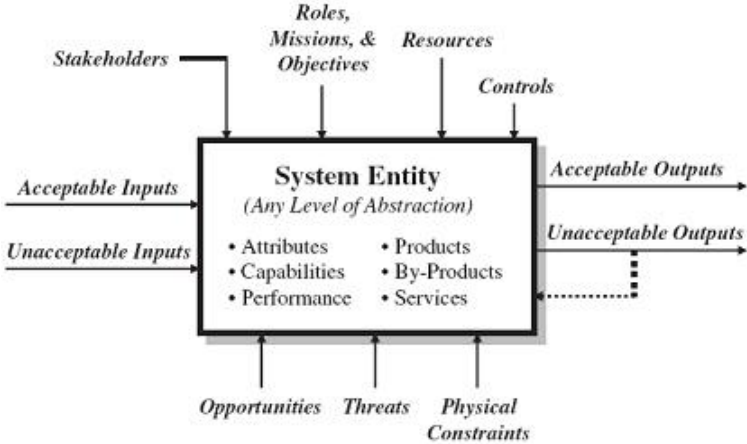 Roles,
Missions, &
Objectives
Resources
Stakeholders
Controls
System Entity
(Any Level of Abstraction)
• Attributes
• Capabilities
• Performance
• Products
• By-Products
• Services
Acceptable Inputs
Unacceptable Inputs
Acceptable Outputs
Unacceptable Outputs
Opportunities
Threats
Physical
Constraints